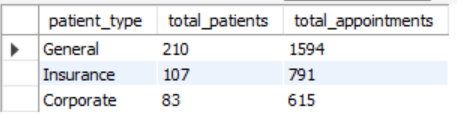 patient_type total_patients total_appointments
General 210 1594
Insurance 107 791
Corporate 83 615